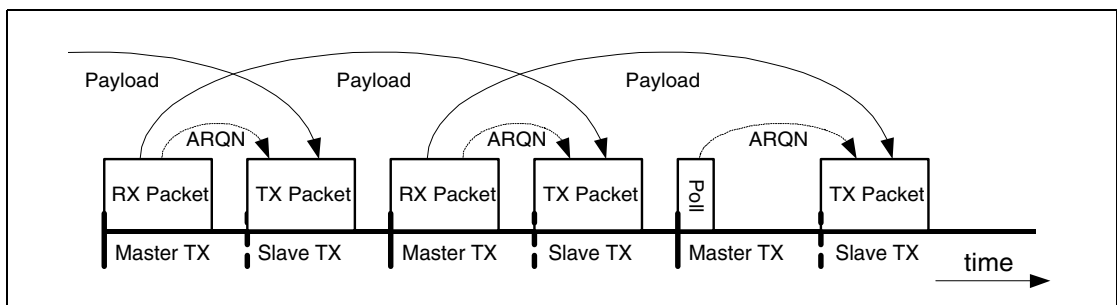 Payload Payload Payload
ARQN ARQN ARQN
RX Packet TX Packet RX Packet TX Packet Poll TX Packet
Master TX Slave TX Master TX Slave TX Master TX Slave TX
time